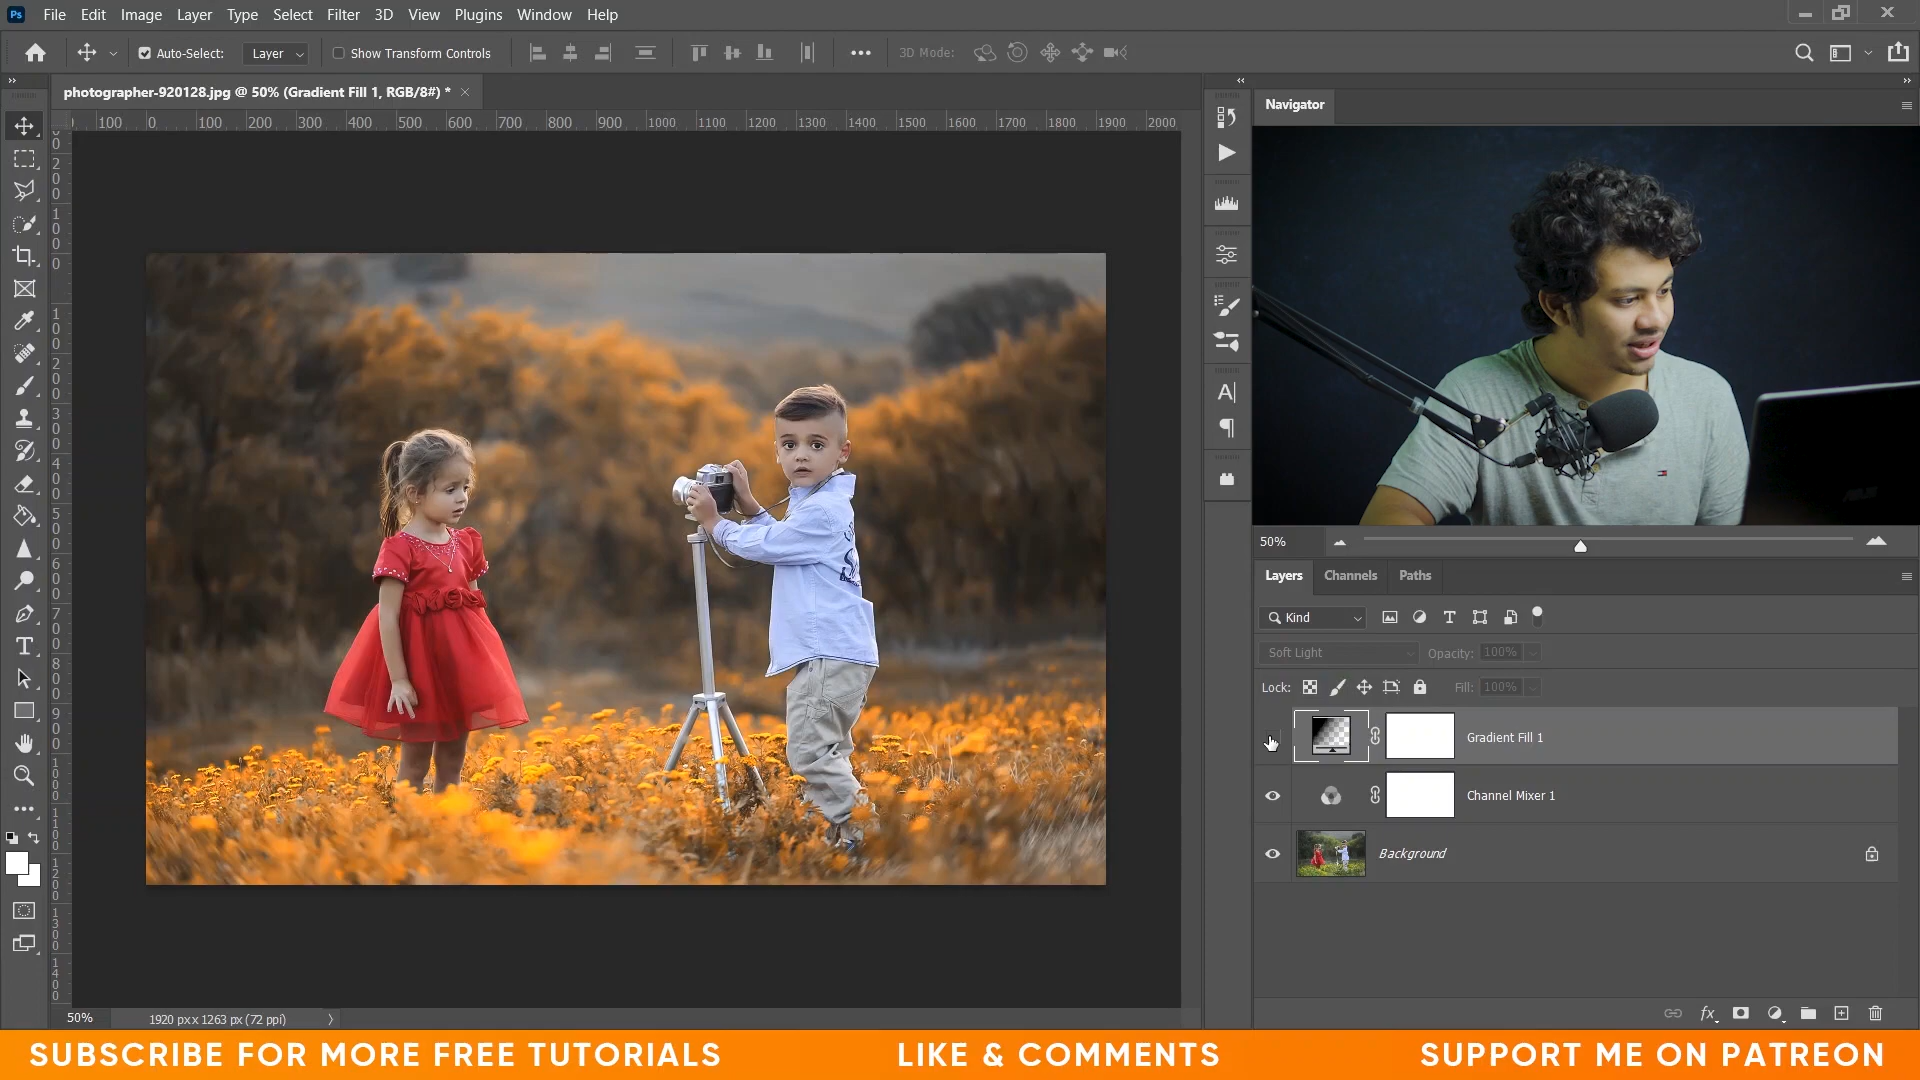 Ps File Edit Image Layer Type Select Filter 3D View Plugins Window Help
Auto-Select: Layer Show Transform Controls 3D Mode:
photographer-920128.jpg @ 50% (Gradient Fill 1, RGB/8#) *
Navigator
100 0 100 200 300 400 500 600 700 800 900 1000 1100 1200 1300 1400 1500 1600 1700 1800 1900 2000
50%
Layers Channels Paths
Kind
Soft Light Opacity: 100%
Lock: Fill: 100%
Gradient Fill 1
Channel Mixer 1
Background
50% 1920 px x 1263 px (72 ppi)
SUBSCRIBE FOR MORE FREE TUTORIALS LIKE & COMMENTS SUPPORT ME ON PATREON